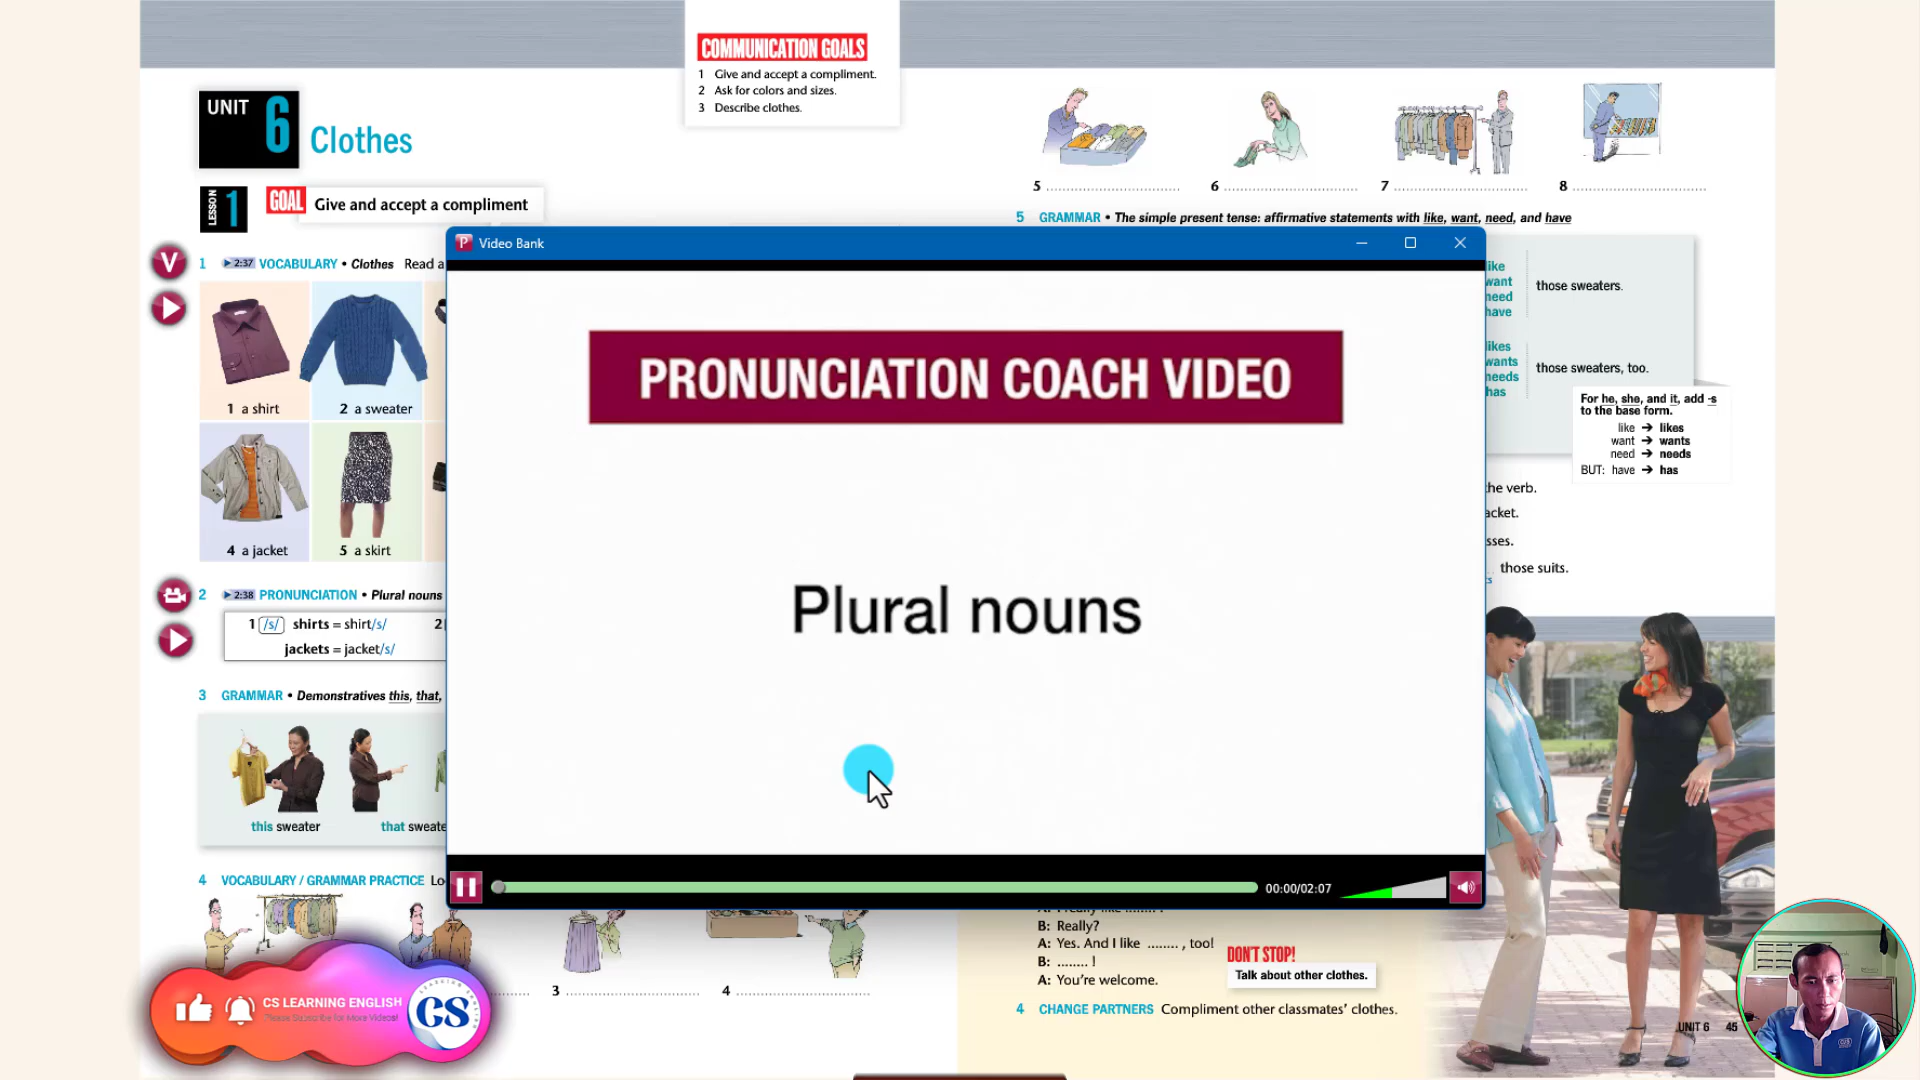 COMMUNICATION GOALS
1 Give and accept a compliment.
2 Ask for colors and sizes.
3 Describe clothes.
UNIT 6 Clothes
LESSON 1 GOAL Give and accept a compliment
V 1 2:37 VOCABULARY • Clothes Read a
1 a shirt
2 a sweater
4 a jacket
5 a skirt
2 2:38 PRONUNCIATION • Plural nouns
1 /s/ shirts = shirt/s/ 2
jackets = jacket/s/
3 GRAMMAR • Demonstratives this, that,
this sweater that sweate
4 VOCABULARY / GRAMMAR PRACTICE Lo
3 ........................
4 ........................
Video Bank
PRONUNCIATION COACH VIDEO
Plural nouns
00:00/02:07
5 ........................
6 ........................
7 ........................
8 ........................
5 GRAMMAR • The simple present tense: affirmative statements with like, want, need, and have
like
want
need
have
those sweaters.
likes
wants
needs
has
those sweaters, too.
For he, she, and it, add -s
to the base form.
like → likes
want → wants
need → needs
BUT: have → has
the verb.
acket.
sses.
those suits.
B: Really?
A: Yes. And I like ........ , too!
B: ........ !
A: You're welcome.
DON'T STOP!
Talk about other clothes.
4 CHANGE PARTNERS Compliment other classmates' clothes.
UNIT 6 45
CS LEARNING ENGLISH
Please Subscribe for More Videos!
CS